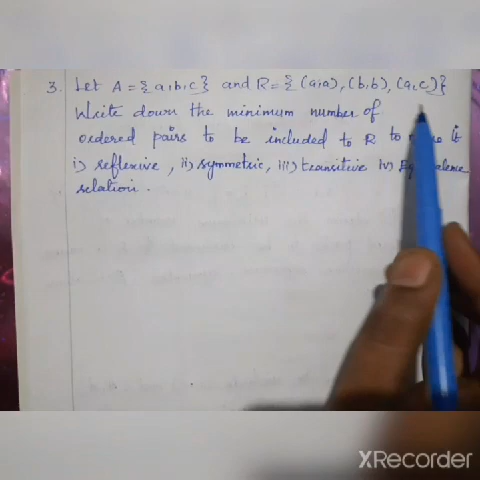 3. Let A = {a,b,c} and R = {(a,a), (b,b), (a,c)}
Write down the minimum number of
ordered pairs to be included to R to it
i) reflexive, ii) symmetric, iii) transitive iv)
relation.
XRecorder